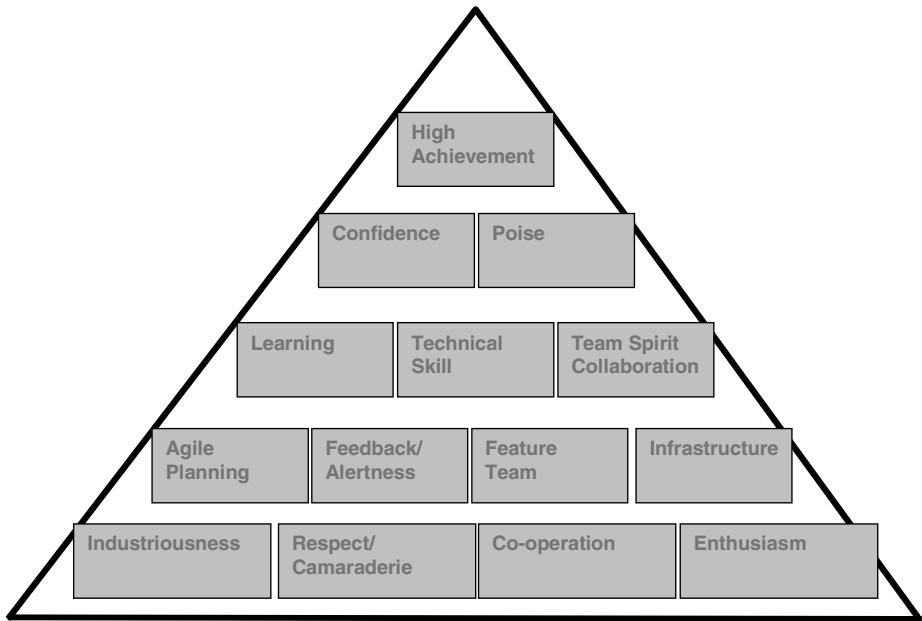 High
Achievement
Confidence
Poise
Learning
Technical
Skill
Team Spirit
Collaboration
Agile
Planning
Feedback/
Alertness
Feature
Team
Infrastructure
Industriousness
Respect/
Camaraderie
Co-operation
Enthusiasm